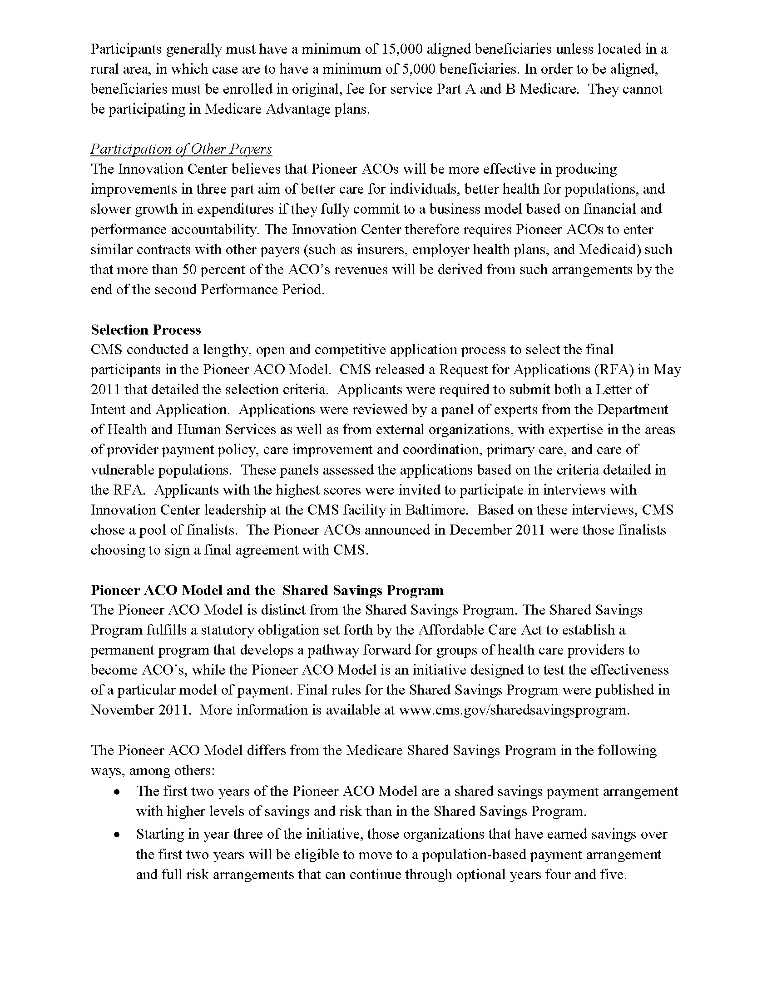 Participants generally must have a minimum of 15,000 aligned beneficiaries unless located in a
rural area, in which case are to have a minimum of 5,000 beneficiaries. In order to be aligned,
beneficiaries must be enrolled in original, fee for service Part A and B Medicare.  They cannot
be participating in Medicare Advantage plans.
Participation of Other Payers
The Innovation Center believes that Pioneer ACOs will be more effective in producing
improvements in three part aim of better care for individuals, better health for populations, and
slower growth in expenditures if they fully commit to a business model based on financial and
performance accountability. The Innovation Center therefore requires Pioneer ACOs to enter
similar contracts with other payers (such as insurers, employer health plans, and Medicaid) such
that more than 50 percent of the ACO’s revenues will be derived from such arrangements by the
end of the second Performance Period.
Selection Process
CMS conducted a lengthy, open and competitive application process to select the final
participants in the Pioneer ACO Model.  CMS released a Request for Applications (RFA) in May
2011 that detailed the selection criteria.  Applicants were required to submit both a Letter of
Intent and Application.  Applications were reviewed by a panel of experts from the Department
of Health and Human Services as well as from external organizations, with expertise in the areas
of provider payment policy, care improvement and coordination, primary care, and care of
vulnerable populations.  These panels assessed the applications based on the criteria detailed in
the RFA.  Applicants with the highest scores were invited to participate in interviews with
Innovation Center leadership at the CMS facility in Baltimore.  Based on these interviews, CMS
chose a pool of finalists.  The Pioneer ACOs announced in December 2011 were those finalists
choosing to sign a final agreement with CMS.
Pioneer ACO Model and the  Shared Savings Program
The Pioneer ACO Model is distinct from the Shared Savings Program. The Shared Savings
Program fulfills a statutory obligation set forth by the Affordable Care Act to establish a
permanent program that develops a pathway forward for groups of health care providers to
become ACO’s, while the Pioneer ACO Model is an initiative designed to test the effectiveness
of a particular model of payment. Final rules for the Shared Savings Program were published in
November 2011.  More information is available at www.cms.gov/sharedsavingsprogram.
The Pioneer ACO Model differs from the Medicare Shared Savings Program in the following
ways, among others:
• The first two years of the Pioneer ACO Model are a shared savings payment arrangement
with higher levels of savings and risk than in the Shared Savings Program.
• Starting in year three of the initiative, those organizations that have earned savings over
the first two years will be eligible to move to a population-based payment arrangement
and full risk arrangements that can continue through optional years four and five.